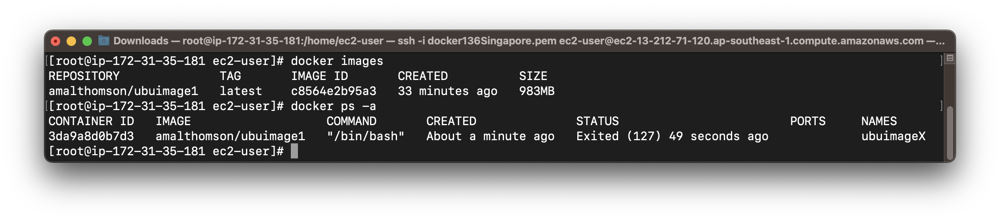 Downloads — root@ip-172-31-35-181:/home/ec2-user — ssh -i docker136Singapore.pem ec2-user@ec2-13-212-71-120.ap-southeast-1.compute.amazonaws.com —...
[[root@ip-172-31-35-181 ec2-user]# docker images ]
REPOSITORY TAG IMAGE ID CREATED SIZE
amalthomson/ubuimage1 latest c8564e2b95a3 33 minutes ago 983MB
[[root@ip-172-31-35-181 ec2-user]# docker ps -a ]
CONTAINER ID IMAGE COMMAND CREATED STATUS PORTS NAMES
3da9a8d0b7d3 amalthomson/ubuimage1 "/bin/bash" About a minute ago Exited (127) 49 seconds ago ubuimageX
[root@ip-172-31-35-181 ec2-user]#